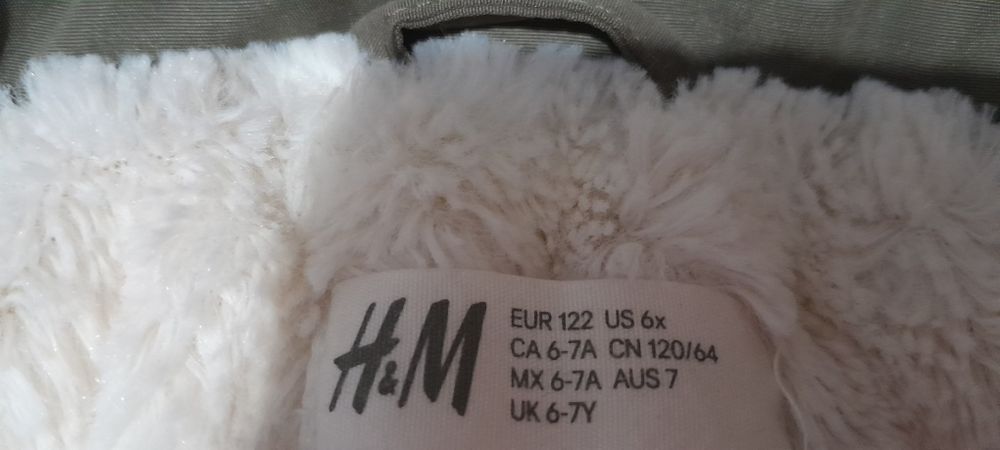 H&M
EUR 122 US 6x
CA 6-7A CN 120/64
MX 6-7A AUS 7
UK 6-7Y